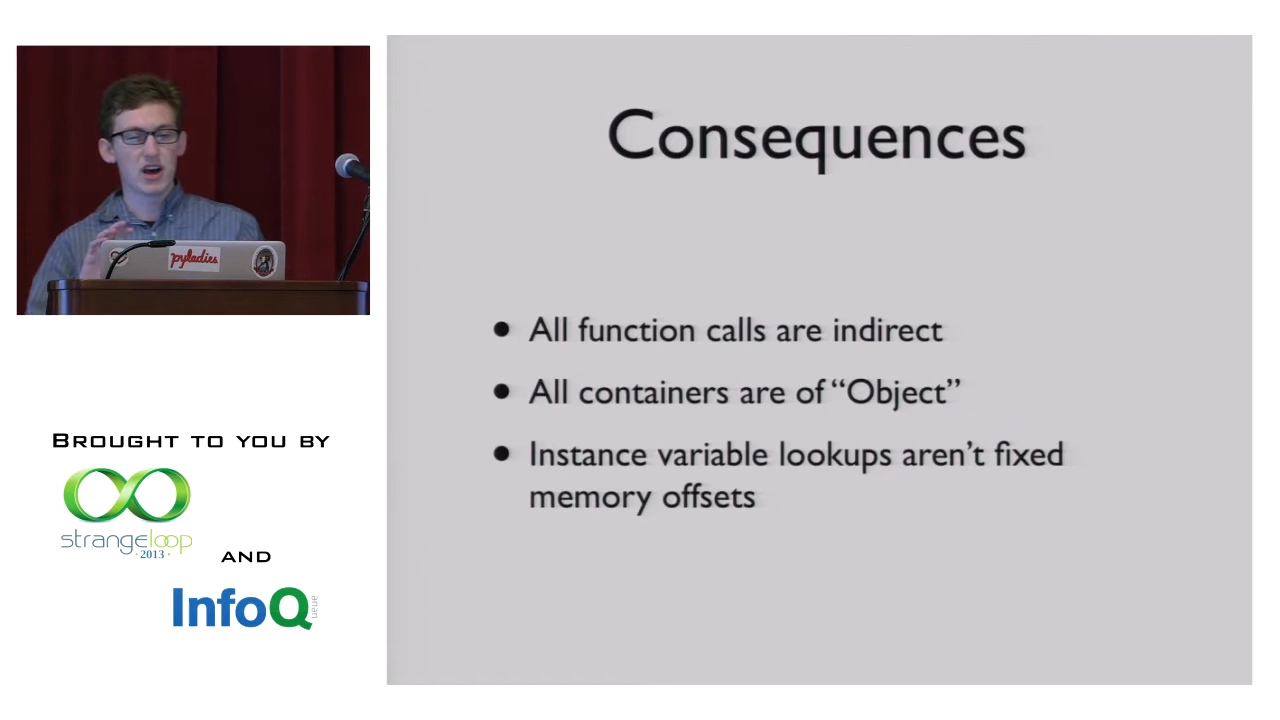 Consequences
All function calls are indirect
All containers are of “Object”
Instance variable lookups aren’t fixed
memory offsets
pyladies
BROUGHT TO YOU BY
strangeloop
· 2013 ·
AND
InfoQ
queue